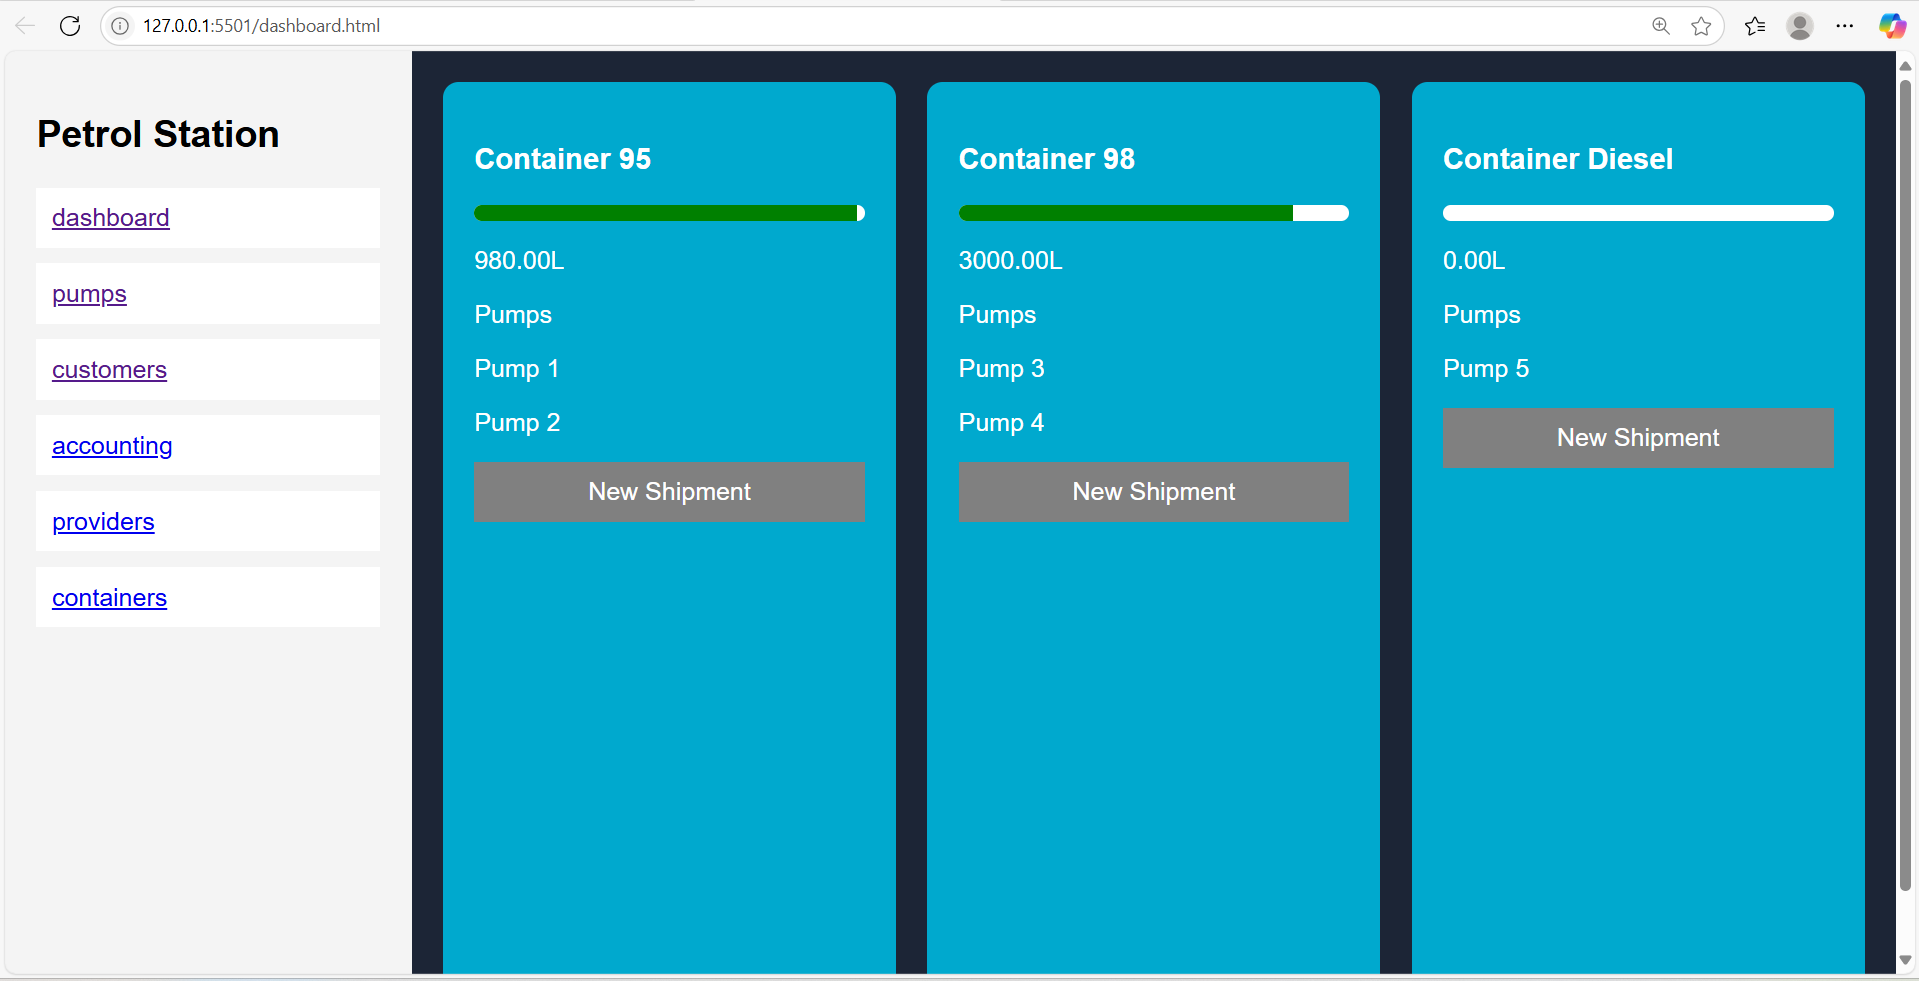 127.0.0.1:5501/dashboard.html
Petrol Station
dashboard
pumps
customers
accounting
providers
containers
Container 95
980.00L
Pumps
Pump 1
Pump 2
New Shipment
Container 98
3000.00L
Pumps
Pump 3
Pump 4
New Shipment
Container Diesel
0.00L
Pumps
Pump 5
New Shipment